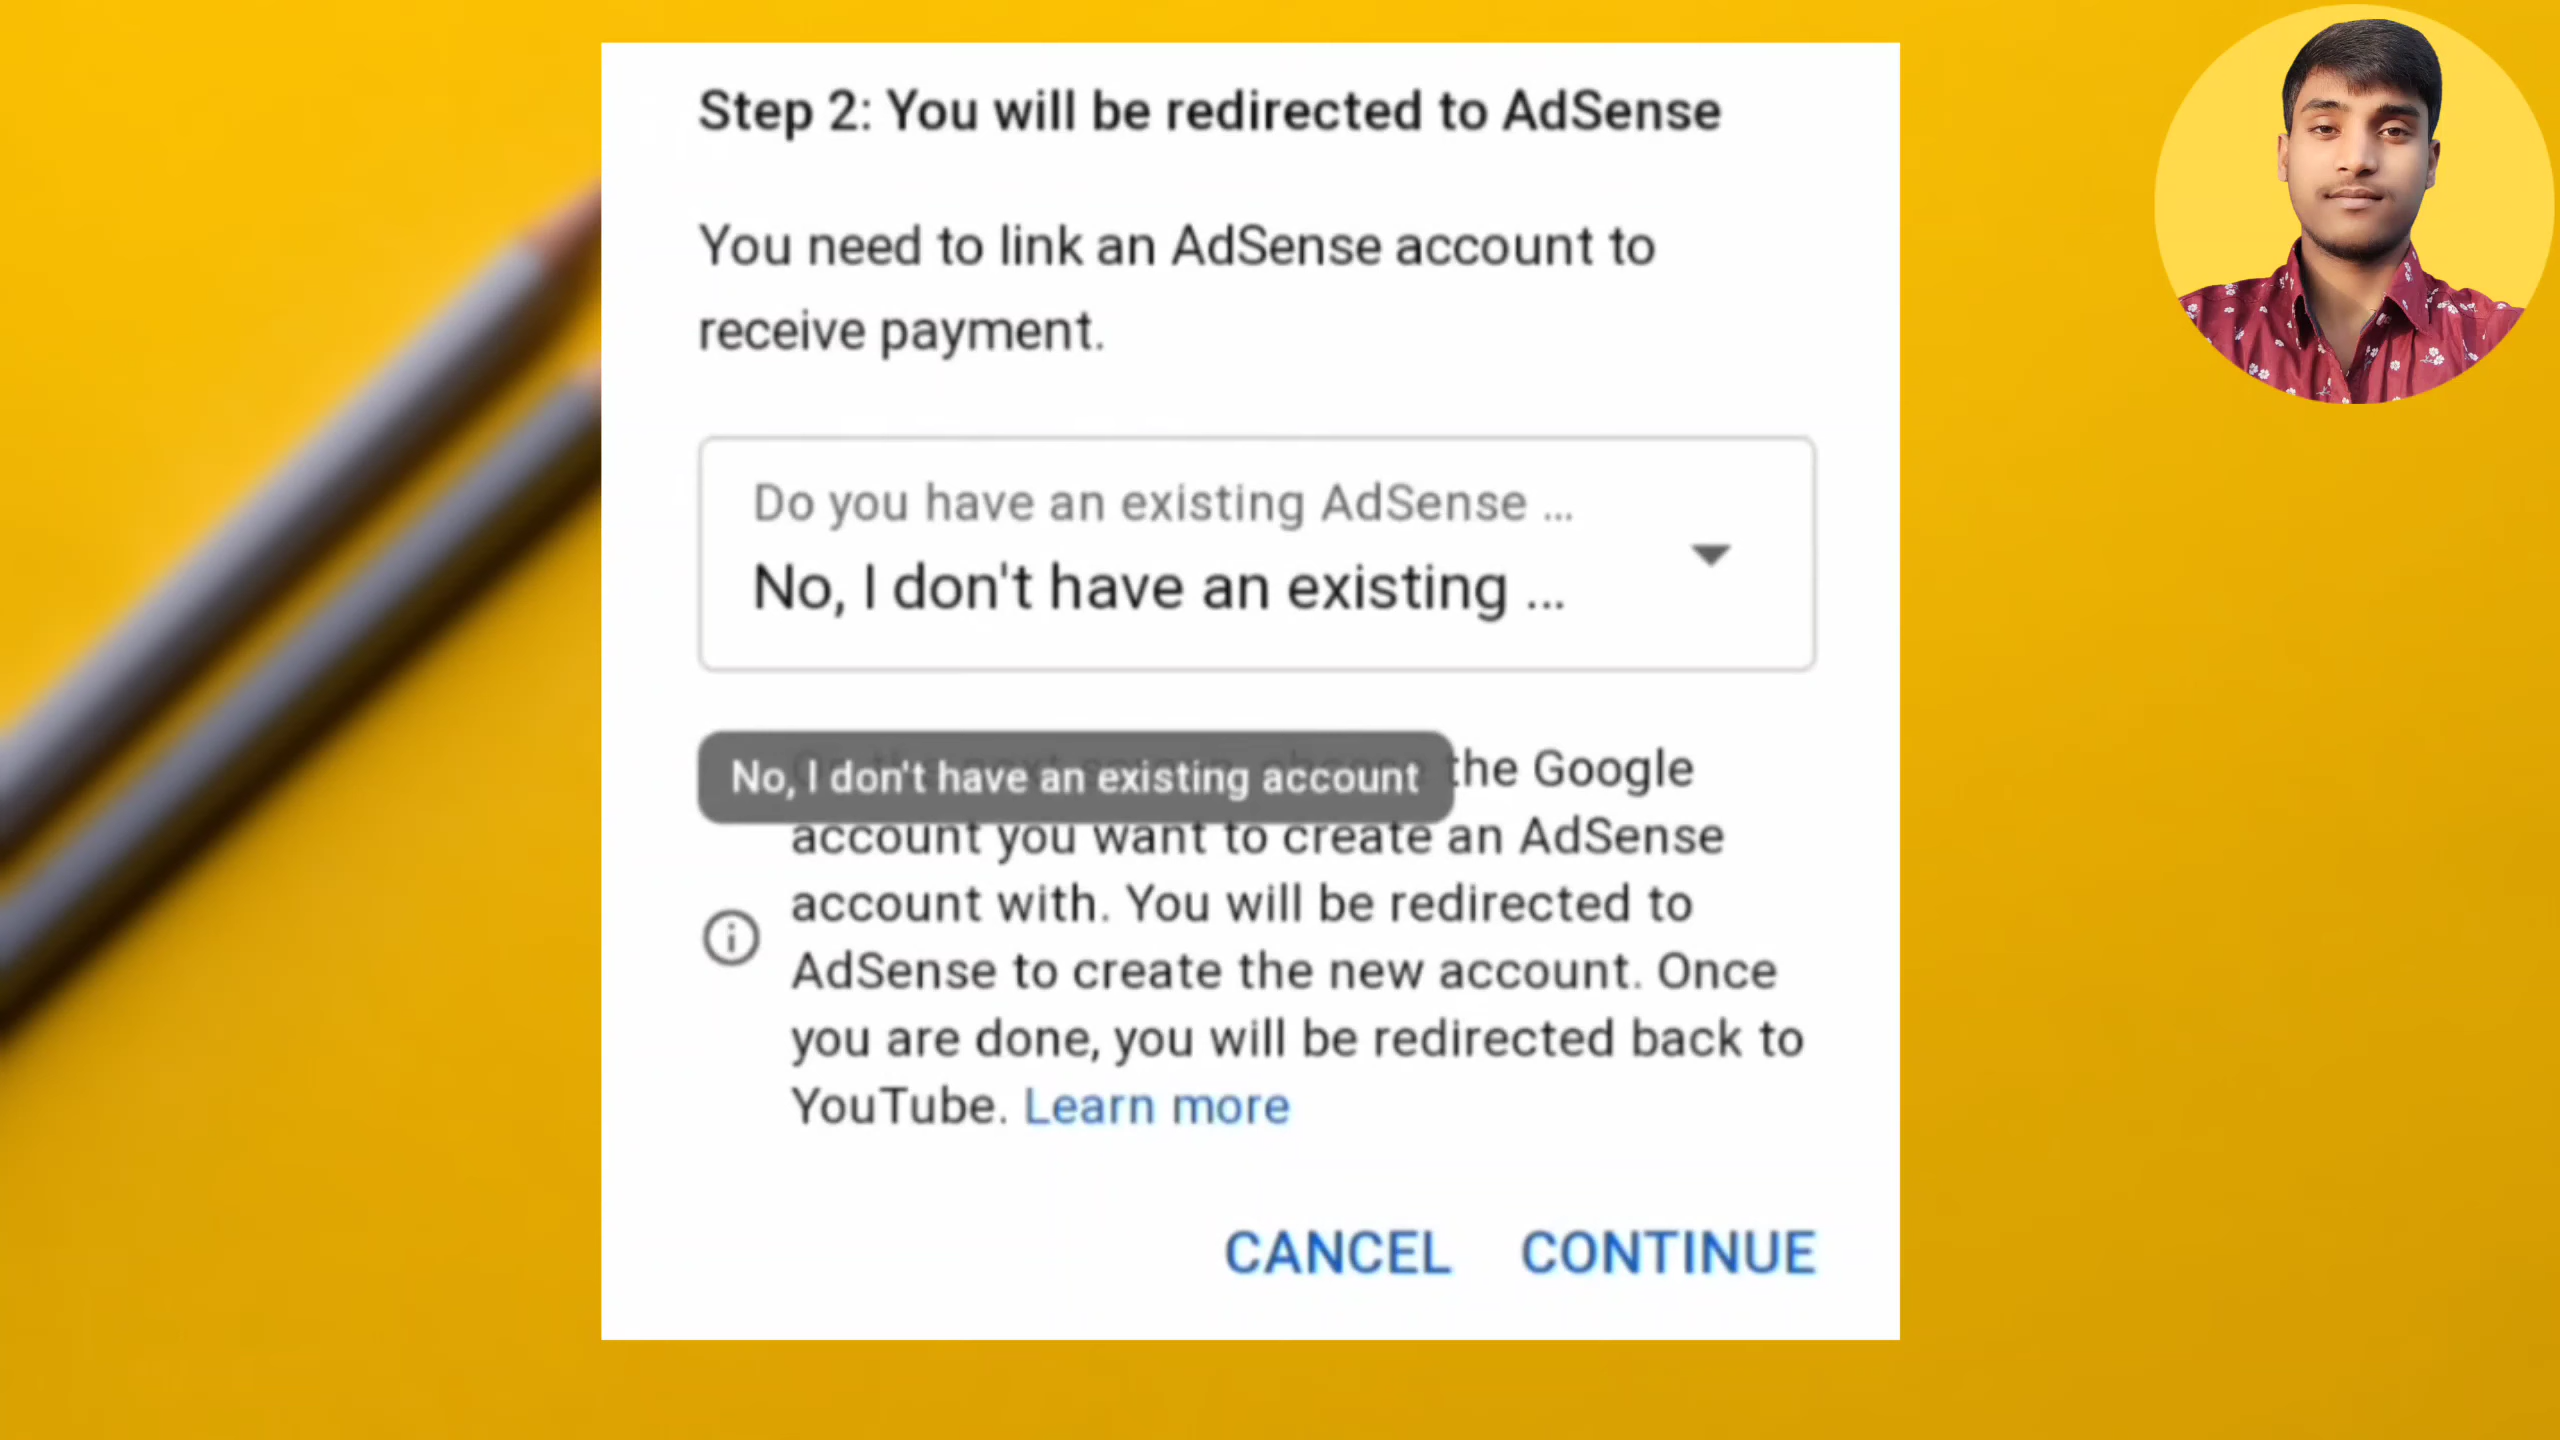 Step 2: You will be redirected to AdSense
You need to link an AdSense account to
receive payment.
Do you have an existing AdSense ...
No, I don't have an existing ...
No, I don't have an existing account
the Google
account you want to create an AdSense
account with. You will be redirected to
AdSense to create the new account. Once
you are done, you will be redirected back to
YouTube. Learn more
CANCEL CONTINUE